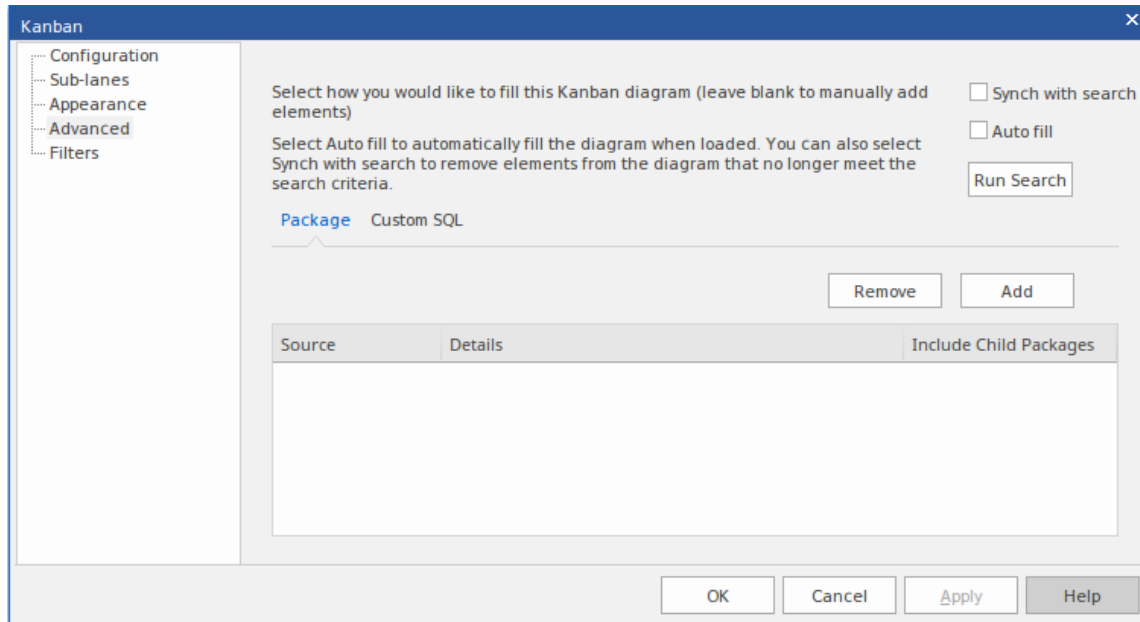 Kanban
Configuration
Sub-lanes
Appearance
Advanced
Filters
Select how you would like to fill this Kanban diagram (leave blank to manually add
elements)
Select Auto fill to automatically fill the diagram when loaded. You can also select
Synch with search to remove elements from the diagram that no longer meet the
search criteria.
Synch with search
Auto fill
Run Search
Package Custom SQL
Remove Add
Source Details Include Child Packages
OK Cancel Apply Help